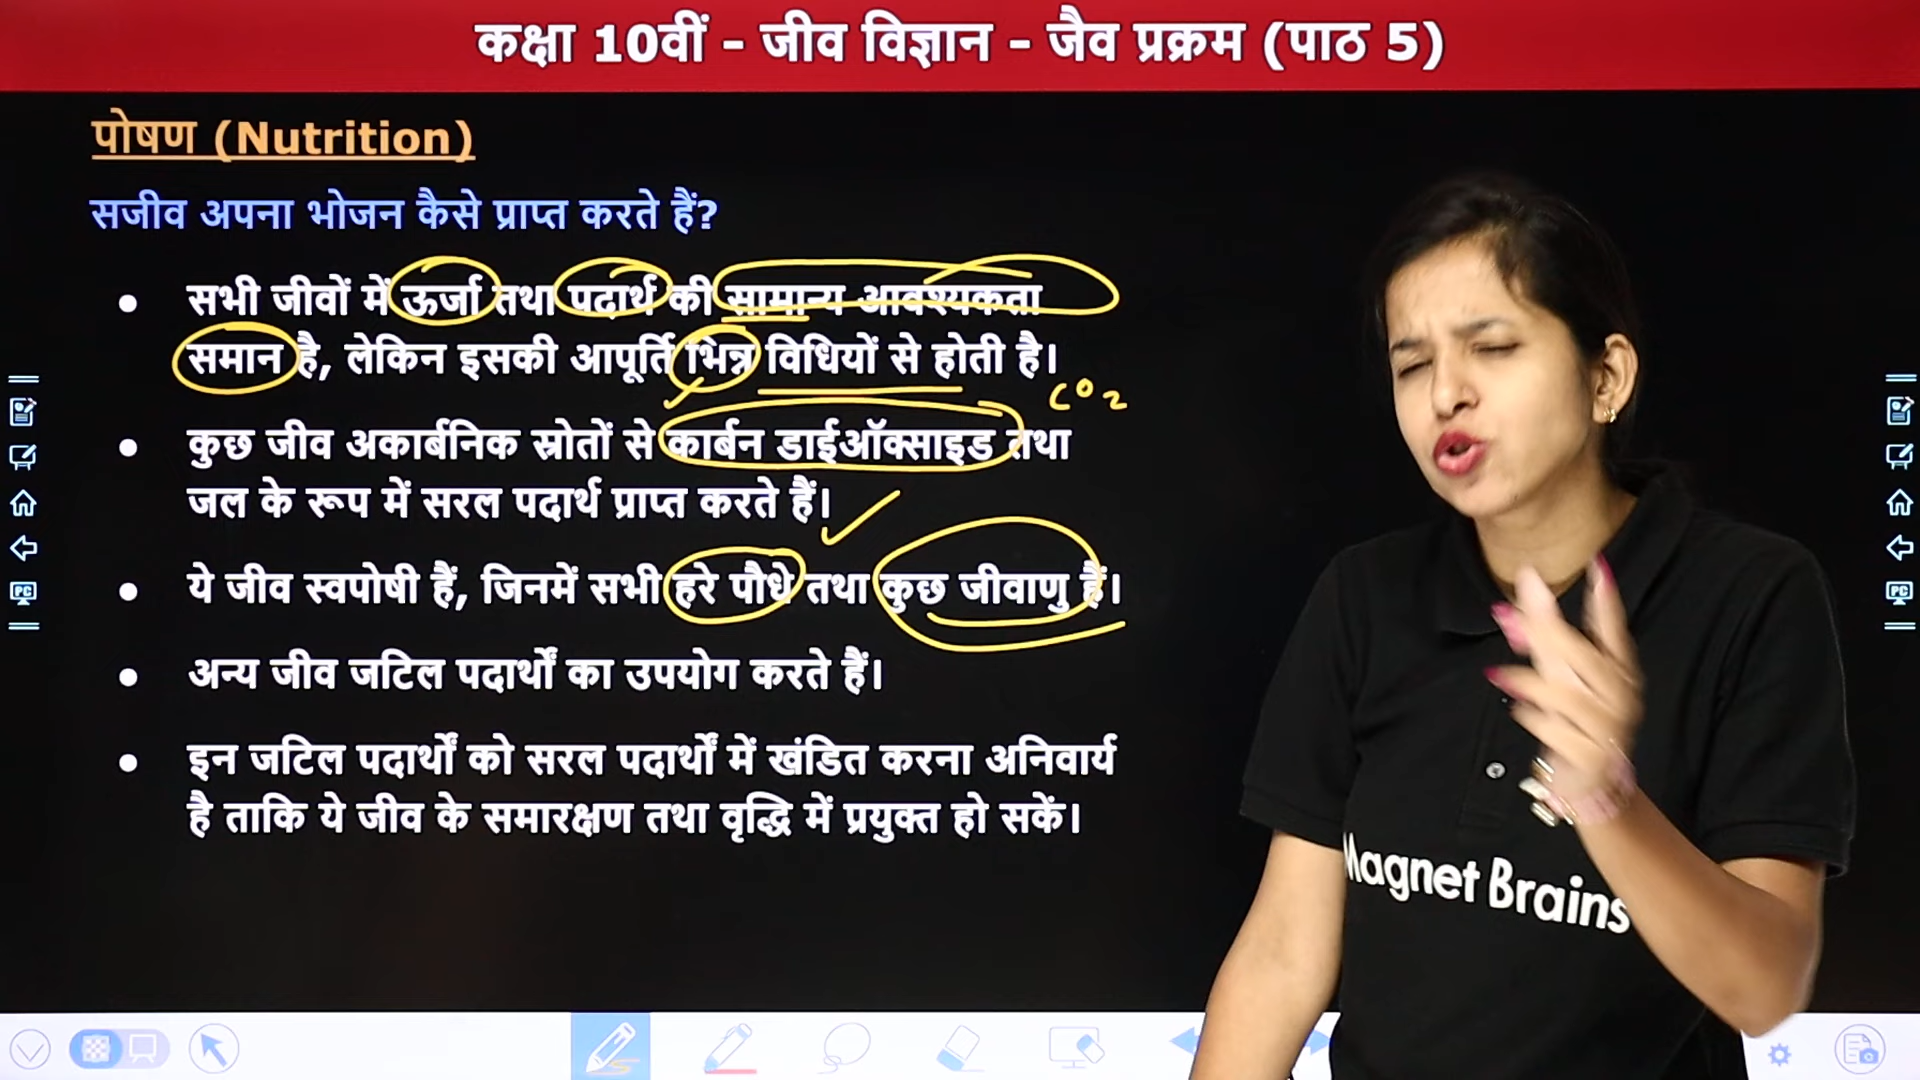 कक्षा 10वीं - जीव विज्ञान - जैव प्रक्रम (पाठ 5)
पोषण (Nutrition)
सजीव अपना भोजन कैसे प्राप्त करते हैं?
• सभी जीवों में ऊर्जा तथा पदार्थ की सामान्य आवश्यकता
समान है, लेकिन इसकी आपूर्ति भिन्न विधियों से होती है।
CO2
• कुछ जीव अकार्बनिक स्रोतों से कार्बन डाईऑक्साइड तथा
जल के रूप में सरल पदार्थ प्राप्त करते हैं।
• ये जीव स्वपोषी हैं, जिनमें सभी हरे पौधे तथा कुछ जीवाणु हैं।
• अन्य जीव जटिल पदार्थों का उपयोग करते हैं।
• इन जटिल पदार्थों को सरल पदार्थों में खंडित करना अनिवार्य
है ताकि ये जीव के समारक्षण तथा वृद्धि में प्रयुक्त हो सकें।
Magnet Brains
PC
PC